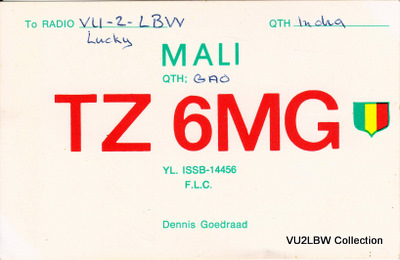 To RADIO VU-2-LBW QTH India
Lucky
MALI
QTH: GAO
TZ 6MG
YL. ISSB-14456
F.L.C.
Dennis Goedraad
VU2LBW Collection